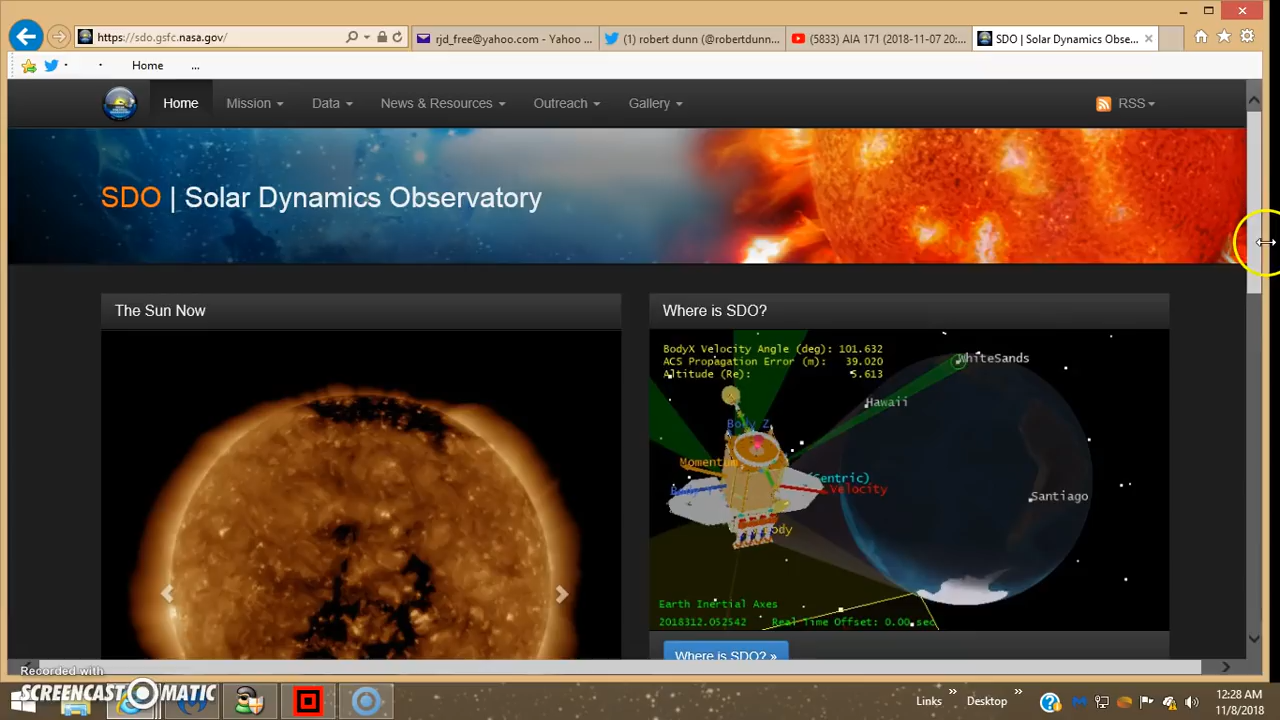 https://sdo.gsfc.nasa.gov/
rjd_free@yahoo.com - Yahoo ...
(1) robert dunn (@robertdunn...
(5833) AIA 171 (2018-11-07 20:...
SDO | Solar Dynamics Obse...
Home
...
Home
Mission
Data
News & Resources
Outreach
Gallery
RSS
SDO | Solar Dynamics Observatory
The Sun Now
Where is SDO?
BodyX Velocity Angle (deg): 101.632
ACS Propagation Error (m): 39.020
Altitude (Re): 5.613
WhiteSands
Hawaii
Body Z
Momentum
Centric)
Velocity
Santiago
Earth Inertial Axes
2018312.052542 Real Time Offset: 0.00 sec
Where is SDO? »
Recorded with
SCREENCAST-O-MATIC
Links
Desktop
12:28 AM
11/8/2018